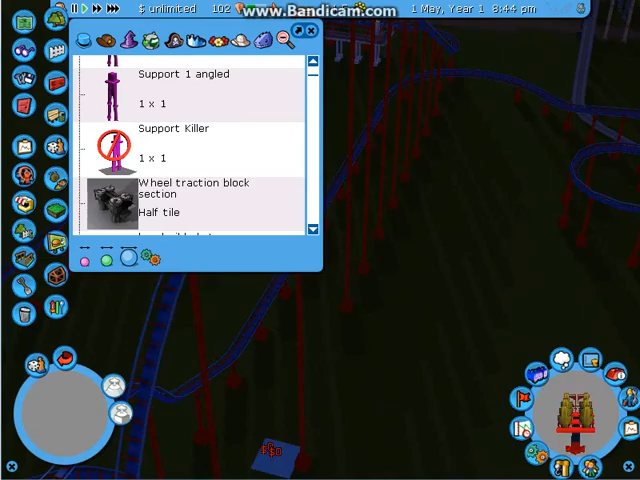 $ unlimited
102
www.Bandicam.com
1 May, Year 1
8:44 pm
Support 1 angled
1 x 1
Support Killer
1 x 1
Wheel traction block
section
Half tile